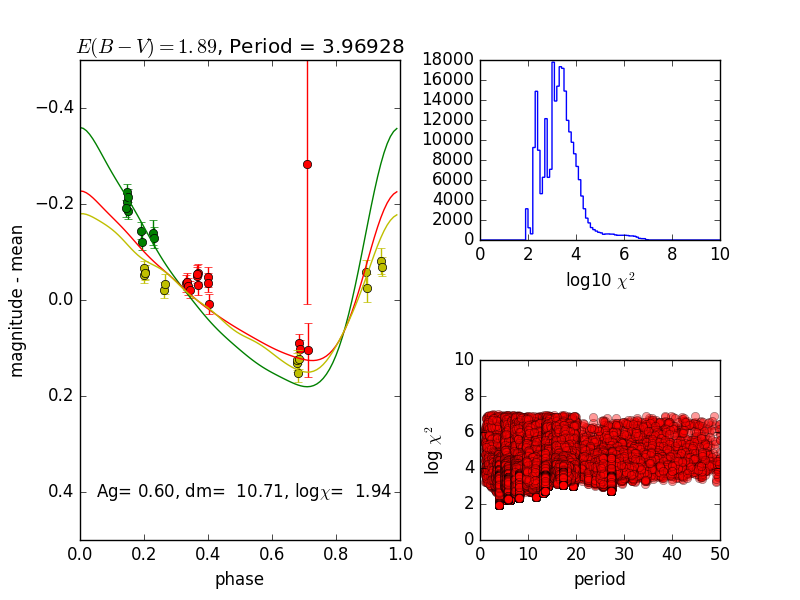 E(B − V) = 1.89, Period = 3.96928
−0.4
−0.2
0.0
0.2
0.4
magnitude - mean
Ag= 0.60, dm= 10.71, logχ= 1.94
0.0 0.2 0.4 0.6 0.8 1.0
phase
18000
16000
14000
12000
10000
8000
6000
4000
2000
0
0 2 4 6 8 10
log10 χ²
10
8
6
4
2
0
log χ²
0 10 20 30 40 50
period